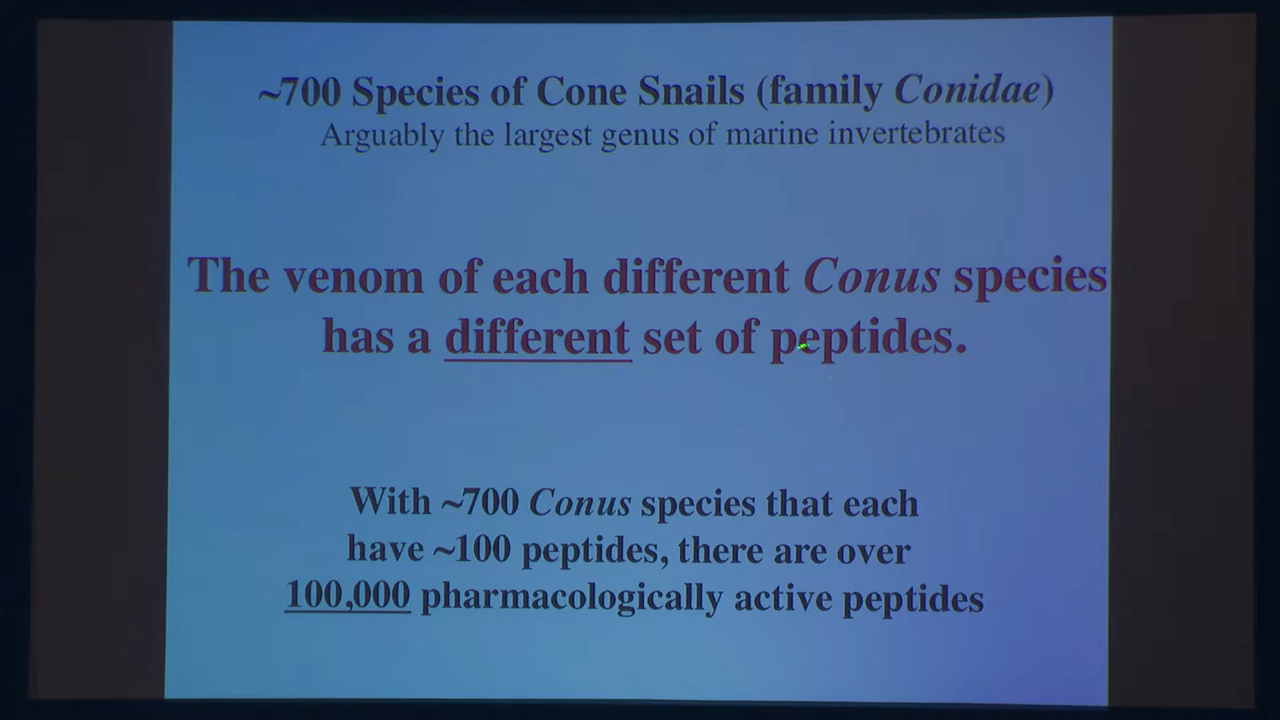 ~700 Species of Cone Snails (family Conidae)
Arguably the largest genus of marine invertebrates
The venom of each different Conus species
has a different set of peptides.
With ~700 Conus species that each
have ~100 peptides, there are over
100,000 pharmacologically active peptides